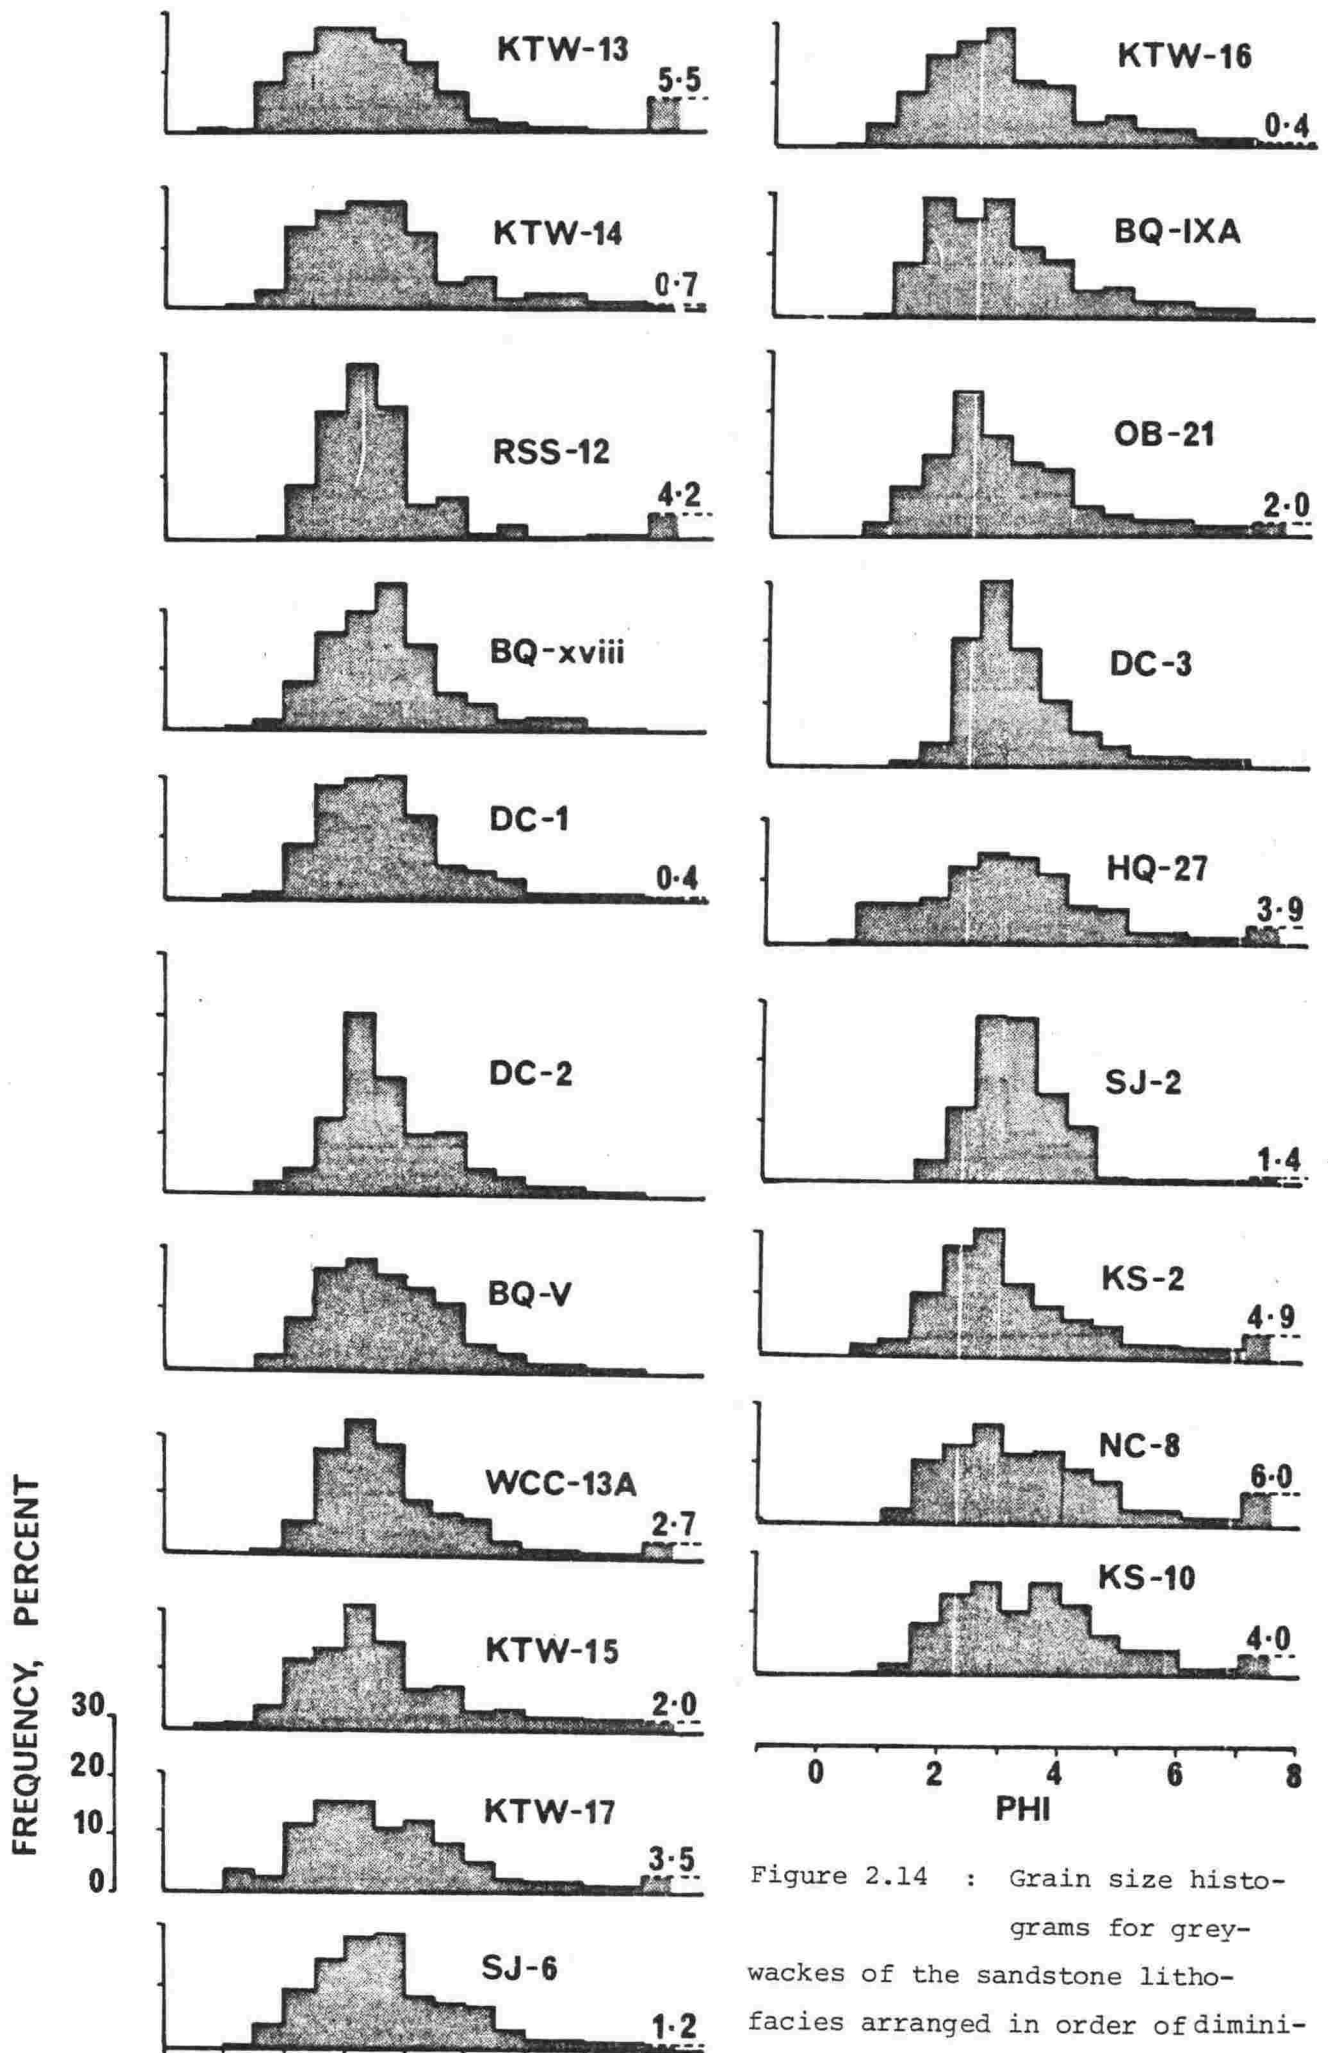 KTW-13
5.5
KTW-14
0.7
RSS-12
4.2
BQ-xviii
DC-1
0.4
DC-2
BQ-V
WCC-13A
2.7
KTW-15
2.0
KTW-17
3.5
SJ-6
1.2
FREQUENCY, PERCENT
30
20
10
0
KTW-16
0.4
BQ-IXA
OB-21
2.0
DC-3
HQ-27
3.9
SJ-2
1.4
KS-2
4.9
NC-8
6.0
KS-10
4.0
0 2 4 6 8
PHI
Figure 2.14 : Grain size histo-
grams for grey-
wackes of the sandstone litho-
facies arranged in order of dimini-